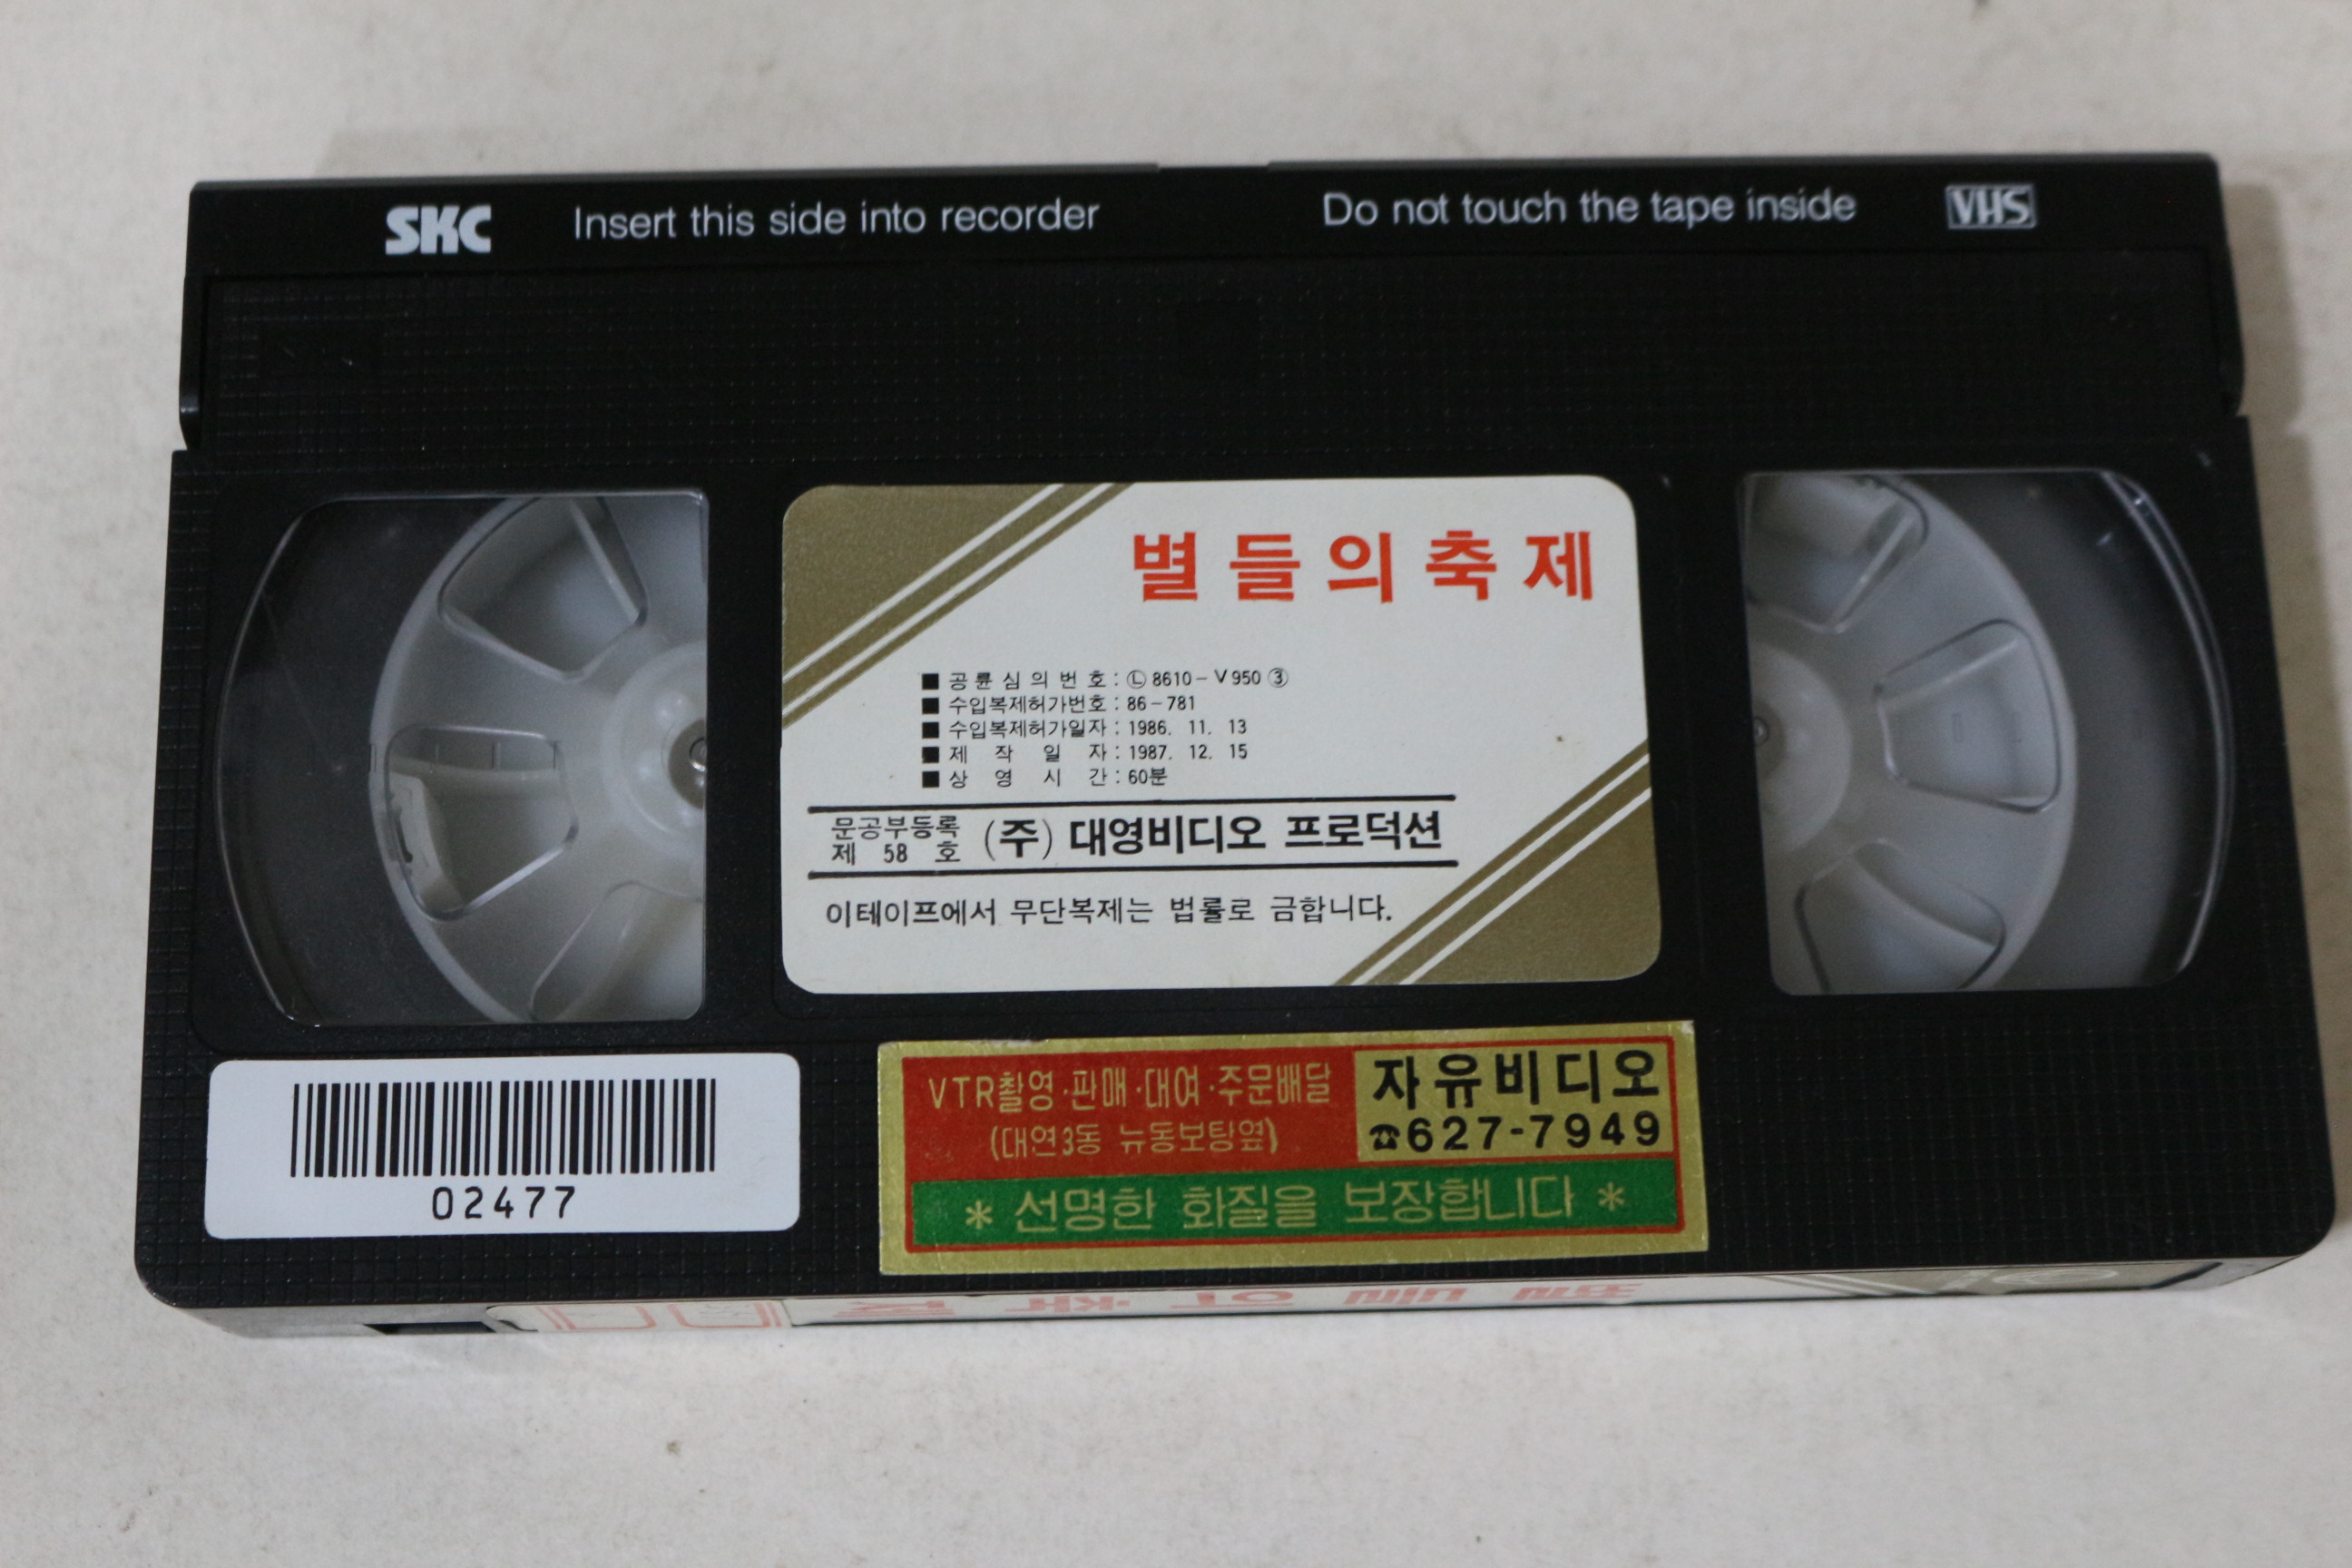 SKC Insert this side into recorder Do not touch the tape inside VHS
별들의축제
■ 공륜심의번호 : Ⓛ 8610-V950 ③
■ 수입복제허가번호 : 86-781
■ 수입복제허가일자 : 1986. 11. 13
■ 제작일자 : 1987. 12. 15
■ 상영시간 : 60분
문공부등록
제 58 호
(주) 대영비디오 프로덕션
이테이프에서 무단복제는 법률로 금합니다.
02477
VTR촬영·판매·대여·주문배달
(대연3동 뉴동보탕옆)
자유비디오
☎627-7949
* 선명한 화질을 보장합니다 *
별들의축제